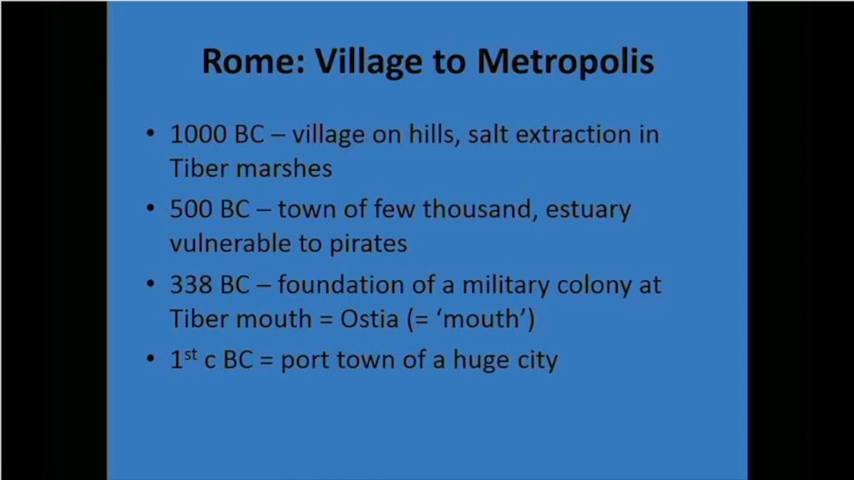 Rome: Village to Metropolis
• 1000 BC – village on hills, salt extraction in
Tiber marshes
• 500 BC – town of few thousand, estuary
vulnerable to pirates
• 338 BC – foundation of a military colony at
Tiber mouth = Ostia (= ‘mouth’)
• 1st c BC = port town of a huge city